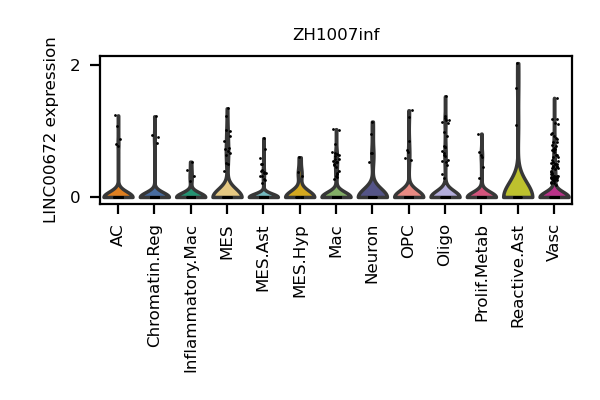 ZH1007inf
LINC00672 expression
2
0
AC
Chromatin.Reg
Inflammatory.Mac
MES
MES.Ast
MES.Hyp
Mac
Neuron
OPC
Oligo
Prolif.Metab
Reactive.Ast
Vasc